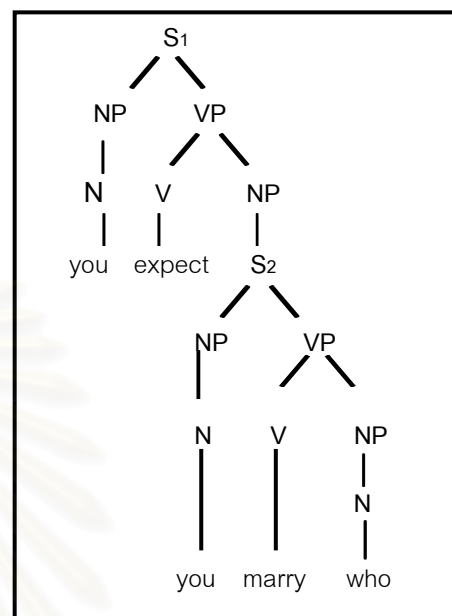 S1
NP VP
N V NP
you expect S2
NP VP
N V NP
N
you marry who